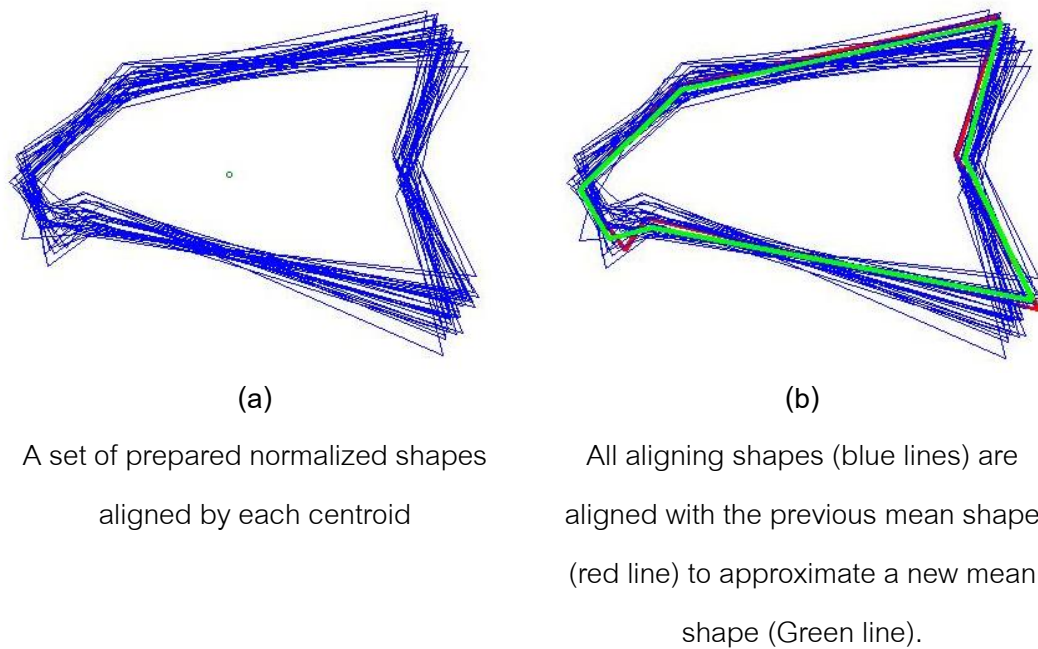 (a)
A set of prepared normalized shapes
aligned by each centroid
(b)
All aligning shapes (blue lines) are
aligned with the previous mean shape
(red line) to approximate a new mean
shape (Green line).